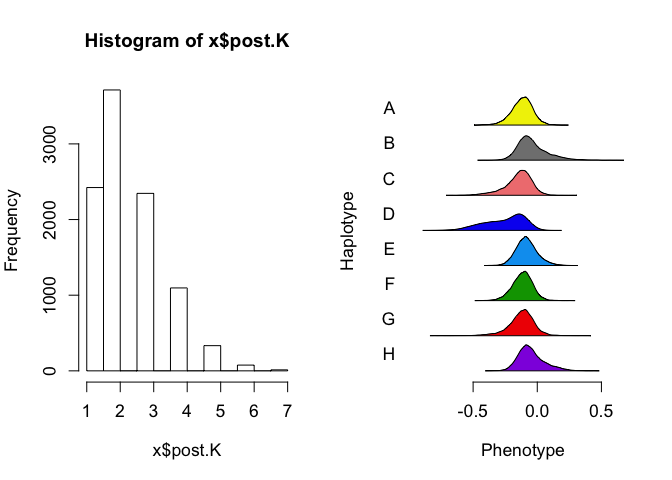 Histogram of x$post.K
Frequency
0
1000
2000
3000
1 2 3 4 5 6 7
x$post.K
Haplotype
A
B
C
D
E
F
G
H
-0.5 0.0 0.5
Phenotype